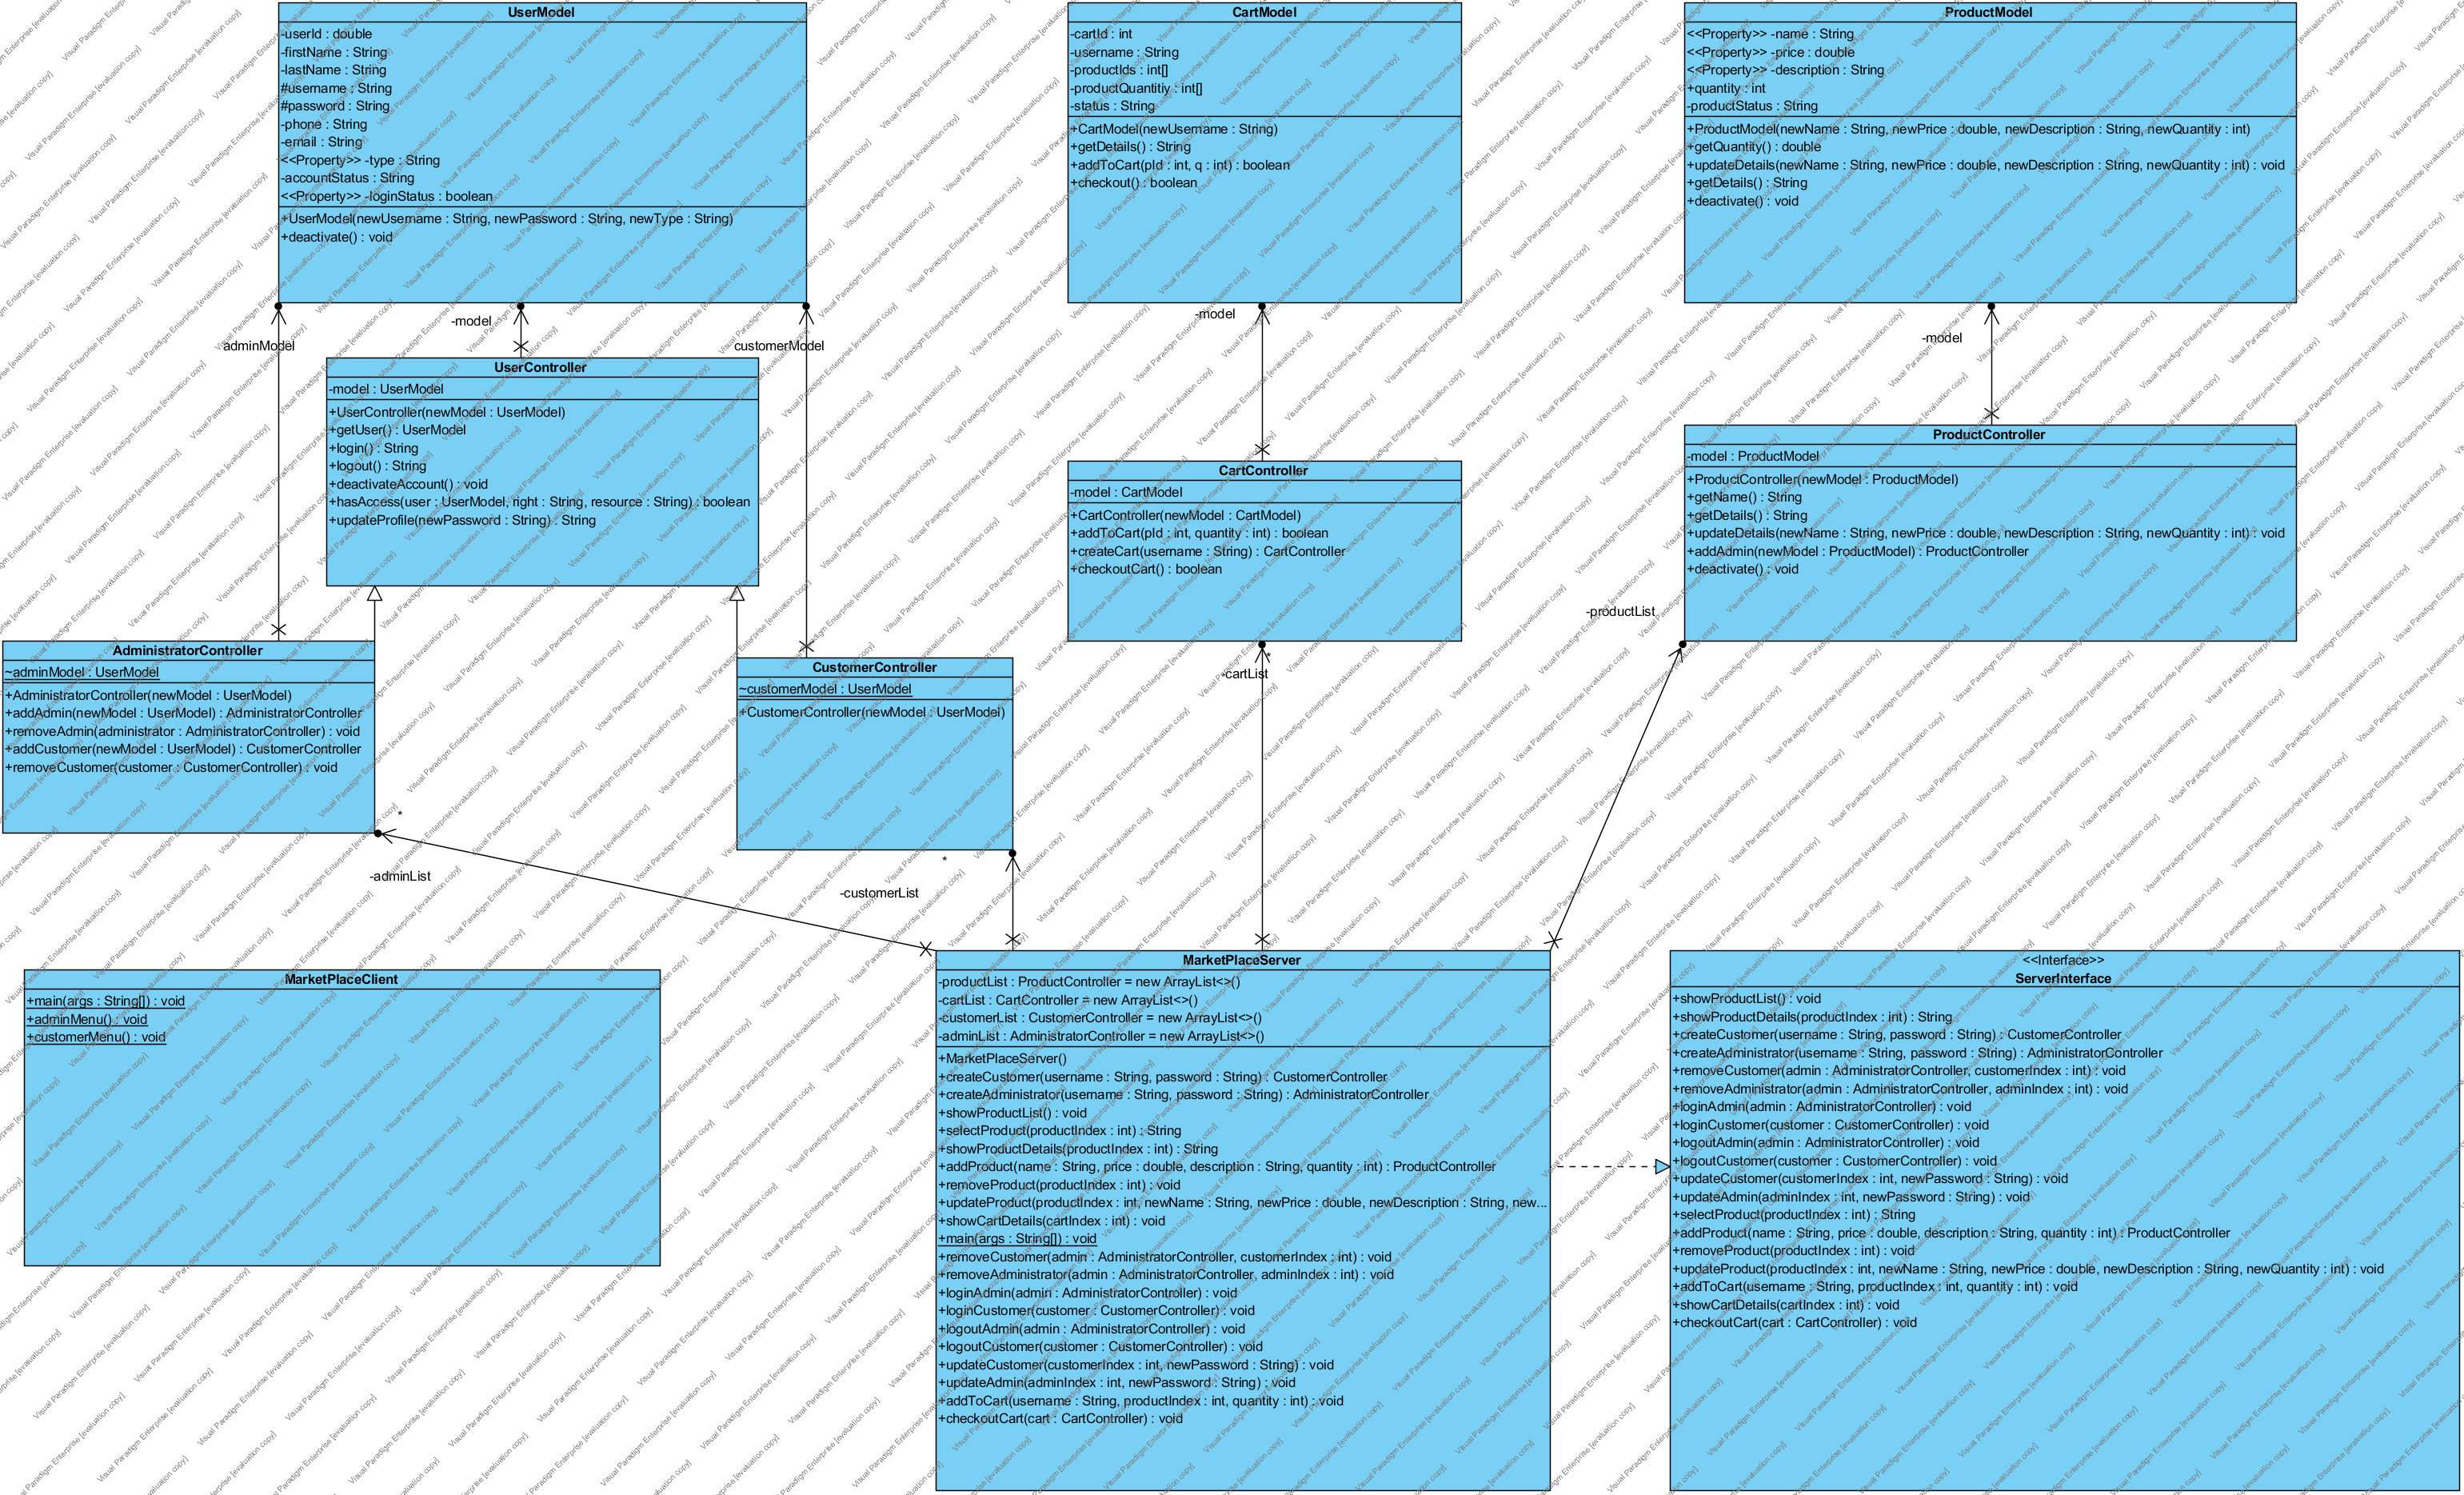 UserModel
-userId : double
-firstName : String
-lastName : String
#username : String
#password : String
-phone : String
-email : String
<<Property>> -type : String
-accountStatus : String
<<Property>> -loginStatus : boolean
+UserModel(newUsername : String, newPassword : String, newType : String)
+deactivate() : void
CartModel
-cartId : int
-username : String
-productIds : int[]
-productQuantitiy : int[]
-status : String
+CartModel(newUsername : String)
+getDetails() : String
+addToCart(pId : int, q : int) : boolean
+checkout() : boolean
ProductModel
<<Property>> -name : String
<<Property>> -price : double
<<Property>> -description : String
+quantity : int
-productStatus : String
+ProductModel(newName : String, newPrice : double, newDescription : String, newQuantity : int)
+getQuantity() : double
+updateDetails(newName : String, newPrice : double, newDescription : String, newQuantity : int) : void
+getDetails() : String
+deactivate() : void
adminModel
-model
customerModel
-model
-model
UserController
-model : UserModel
+UserController(newModel : UserModel)
+getUser() : UserModel
+login() : String
+logout() : String
+deactivateAccount() : void
+hasAccess(user : UserModel, right : String, resource : String) : boolean
+updateProfile(newPassword : String) : String
CartController
-model : CartModel
+CartController(newModel : CartModel)
+addToCart(pId : int, quantity : int) : boolean
+createCart(username : String) : CartController
+checkoutCart() : boolean
ProductController
-model : ProductModel
+ProductController(newModel : ProductModel)
+getName() : String
+getDetails() : String
+updateDetails(newName : String, newPrice : double, newDescription : String, newQuantity : int) : void
+addAdmin(newModel : ProductModel) : ProductController
+deactivate() : void
AdministratorController
~adminModel : UserModel
+AdministratorController(newModel : UserModel)
+addAdmin(newModel : UserModel) : AdministratorController
+removeAdmin(administrator : AdministratorController) : void
+addCustomer(newModel : UserModel) : CustomerController
+removeCustomer(customer : CustomerController) : void
CustomerController
~customerModel : UserModel
+CustomerController(newModel : UserModel)
*
-adminList
*
-customerList
*
-cartList
-productList
MarketPlaceClient
+main(args : String[]) : void
+adminMenu() : void
+customerMenu() : void
MarketPlaceServer
-productList : ProductController = new ArrayList<>()
-cartList : CartController = new ArrayList<>()
-customerList : CustomerController = new ArrayList<>()
-adminList : AdministratorController = new ArrayList<>()
+MarketPlaceServer()
+createCustomer(username : String, password : String) : CustomerController
+createAdministrator(username : String, password : String) : AdministratorController
+showProductList() : void
+selectProduct(productIndex : int) : String
+showProductDetails(productIndex : int) : String
+addProduct(name : String, price : double, description : String, quantity : int) : ProductController
+removeProduct(productIndex : int) : void
+updateProduct(productIndex : int, newName : String, newPrice : double, newDescription : String, new...
+showCartDetails(cartIndex : int) : void
+main(args : String[]) : void
+removeCustomer(admin : AdministratorController, customerIndex : int) : void
+removeAdministrator(admin : AdministratorController, adminIndex : int) : void
+loginAdmin(admin : AdministratorController) : void
+loginCustomer(customer : CustomerController) : void
+logoutAdmin(admin : AdministratorController) : void
+logoutCustomer(customer : CustomerController) : void
+updateCustomer(customerIndex : int, newPassword : String) : void
+updateAdmin(adminIndex : int, newPassword : String) : void
+addToCart(username : String, productIndex : int, quantity : int) : void
+checkoutCart(cart : CartController) : void
<<Interface>>
ServerInterface
+showProductList() : void
+showProductDetails(productIndex : int) : String
+createCustomer(username : String, password : String) : CustomerController
+createAdministrator(username : String, password : String) : AdministratorController
+removeCustomer(admin : AdministratorController, customerIndex : int) : void
+removeAdministrator(admin : AdministratorController, adminIndex : int) : void
+loginAdmin(admin : AdministratorController) : void
+loginCustomer(customer : CustomerController) : void
+logoutAdmin(admin : AdministratorController) : void
+logoutCustomer(customer : CustomerController) : void
+updateCustomer(customerIndex : int, newPassword : String) : void
+updateAdmin(adminIndex : int, newPassword : String) : void
+selectProduct(productIndex : int) : String
+addProduct(name : String, price : double, description : String, quantity : int) : ProductController
+removeProduct(productIndex : int) : void
+updateProduct(productIndex : int, newName : String, newPrice : double, newDescription : String, newQuantity : int) : void
+addToCart(username : String, productIndex : int, quantity : int) : void
+showCartDetails(cartIndex : int) : void
+checkoutCart(cart : CartController) : void
Visual Paradigm Enterprise [evaluation copy]